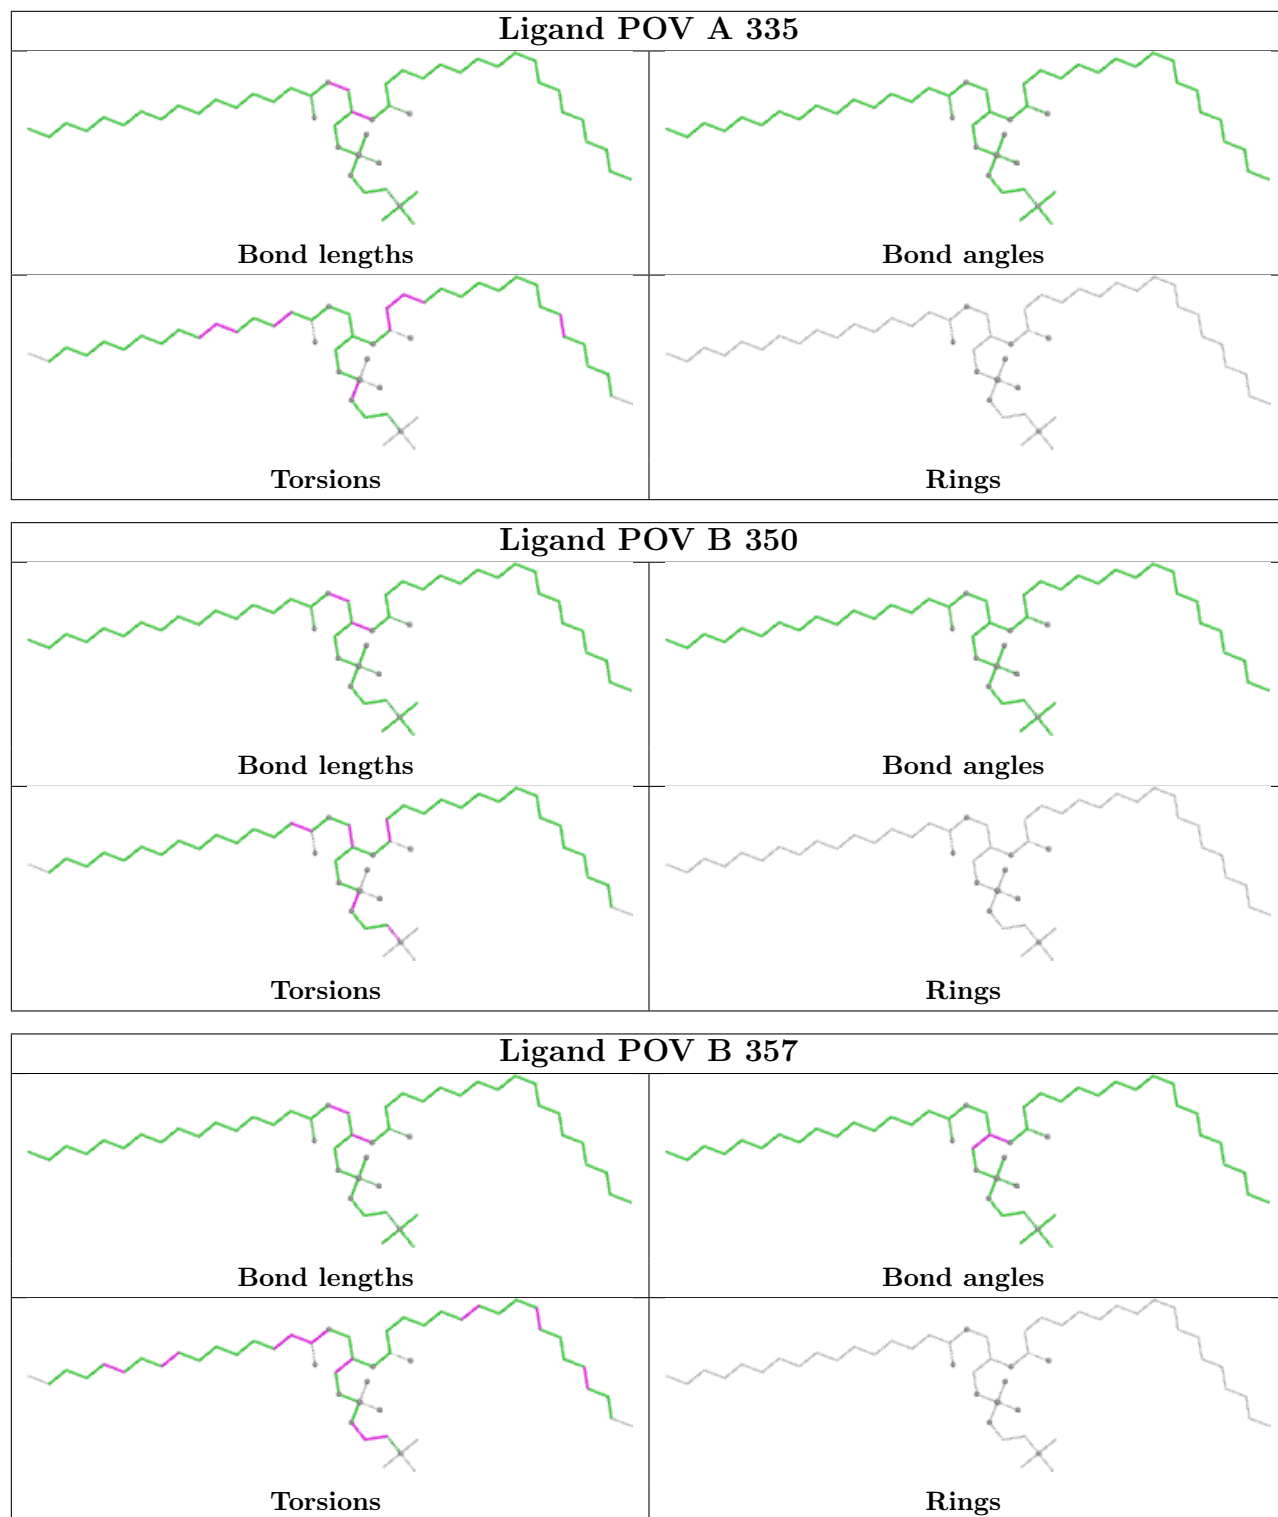 Ligand POV A 335
Bond lengths
Bond angles
Torsions
Rings
Ligand POV B 350
Bond lengths
Bond angles
Torsions
Rings
Ligand POV B 357
Bond lengths
Bond angles
Torsions
Rings